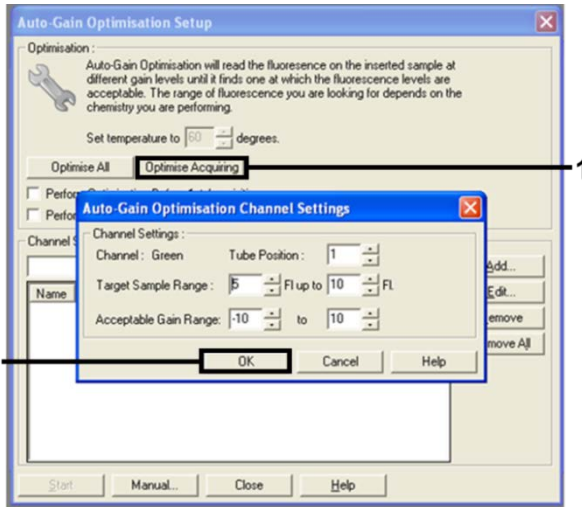 Auto-Gain Optimisation Setup
Optimisation :
Auto-Gain Optimisation will read the fluoresence on the inserted sample at
different gain levels until it finds one at which the fluorescence levels are
acceptable. The range of fluorescence you are looking for depends on the
chemistry you are performing.
Set temperature to 60 degrees.
Optimise All Optimise Acquiring
1
Auto-Gain Optimisation Channel Settings
Channel Settings :
Channel : Green Tube Position : 1
Target Sample Range : 5 Fl up to 10 Fl.
Acceptable Gain Range: -10 to 10
OK Cancel Help
Name
Add...
Edit...
Start Manual... Close Help